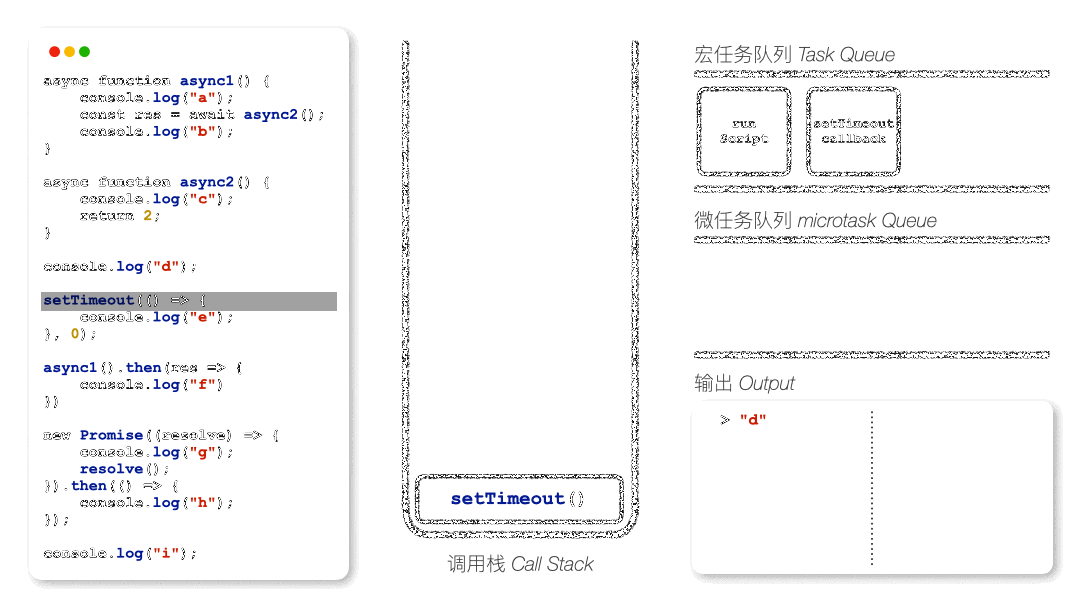 async function async1() {
    console.log("a");
    const res = await async2();
    console.log("b");
}
async function async2() {
    console.log("c");
    return 2;
}
console.log("d");
setTimeout(() => {
    console.log("e");
}, 0);
async1().then(res => {
    console.log("f")
})
new Promise((resolve) => {
    console.log("g");
    resolve();
}).then(() => {
    console.log("h");
});
console.log("i");
setTimeout()
调用栈 Call Stack
宏任务队列 Task Queue
run
Script
setTimeout
callback
微任务队列 microtask Queue
输出 Output
> "d"